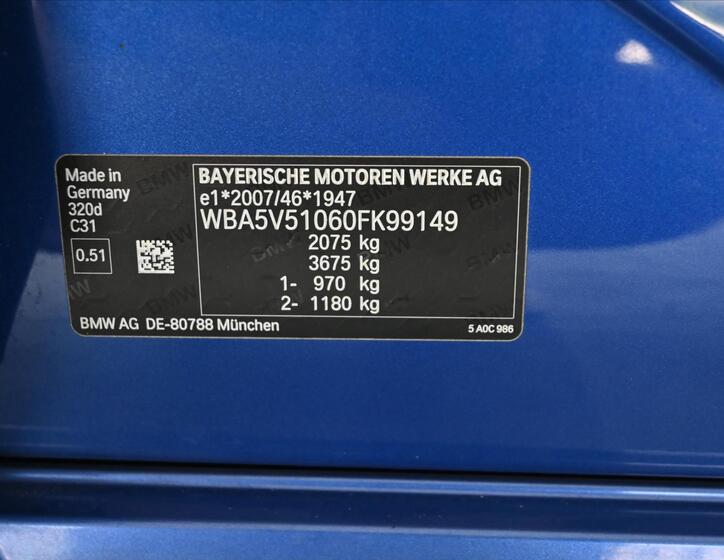 Made in
Germany
320d
C31
0.51
BAYERISCHE MOTOREN WERKE AG
e1*2007/46*1947
WBA5V51060FK99149
2075 kg
3675 kg
1- 970 kg
2- 1180 kg
BMW AG DE-80788 München
5 A0C 986